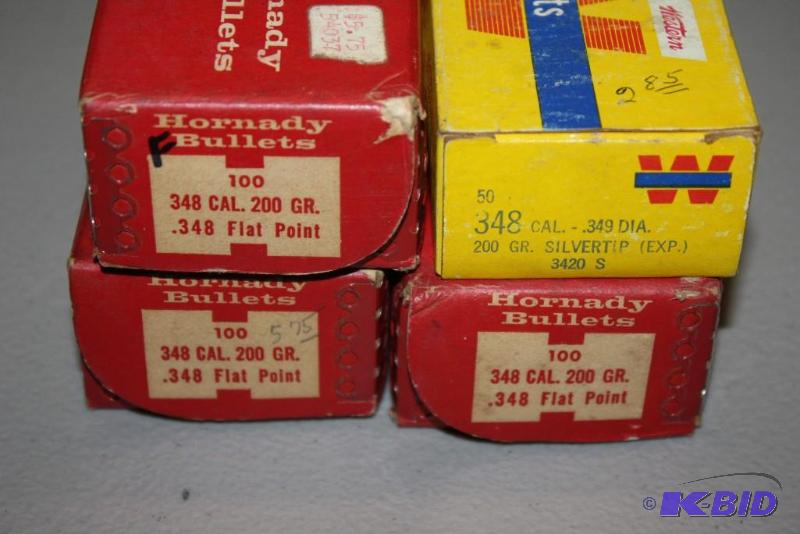 Hornady
Bullets
$5.75
54037
Western
2 85
Hornady
Bullets
F
100
348 CAL. 200 GR.
.348 Flat Point
W
50
348 CAL. - .349 DIA.
200 GR. SILVERTIP (EXP.)
3420 S
Hornady
Bullets
100
5 75
348 CAL. 200 GR.
.348 Flat Point
Hornady
Bullets
100
348 CAL. 200 GR.
.348 Flat Point
© K-BID